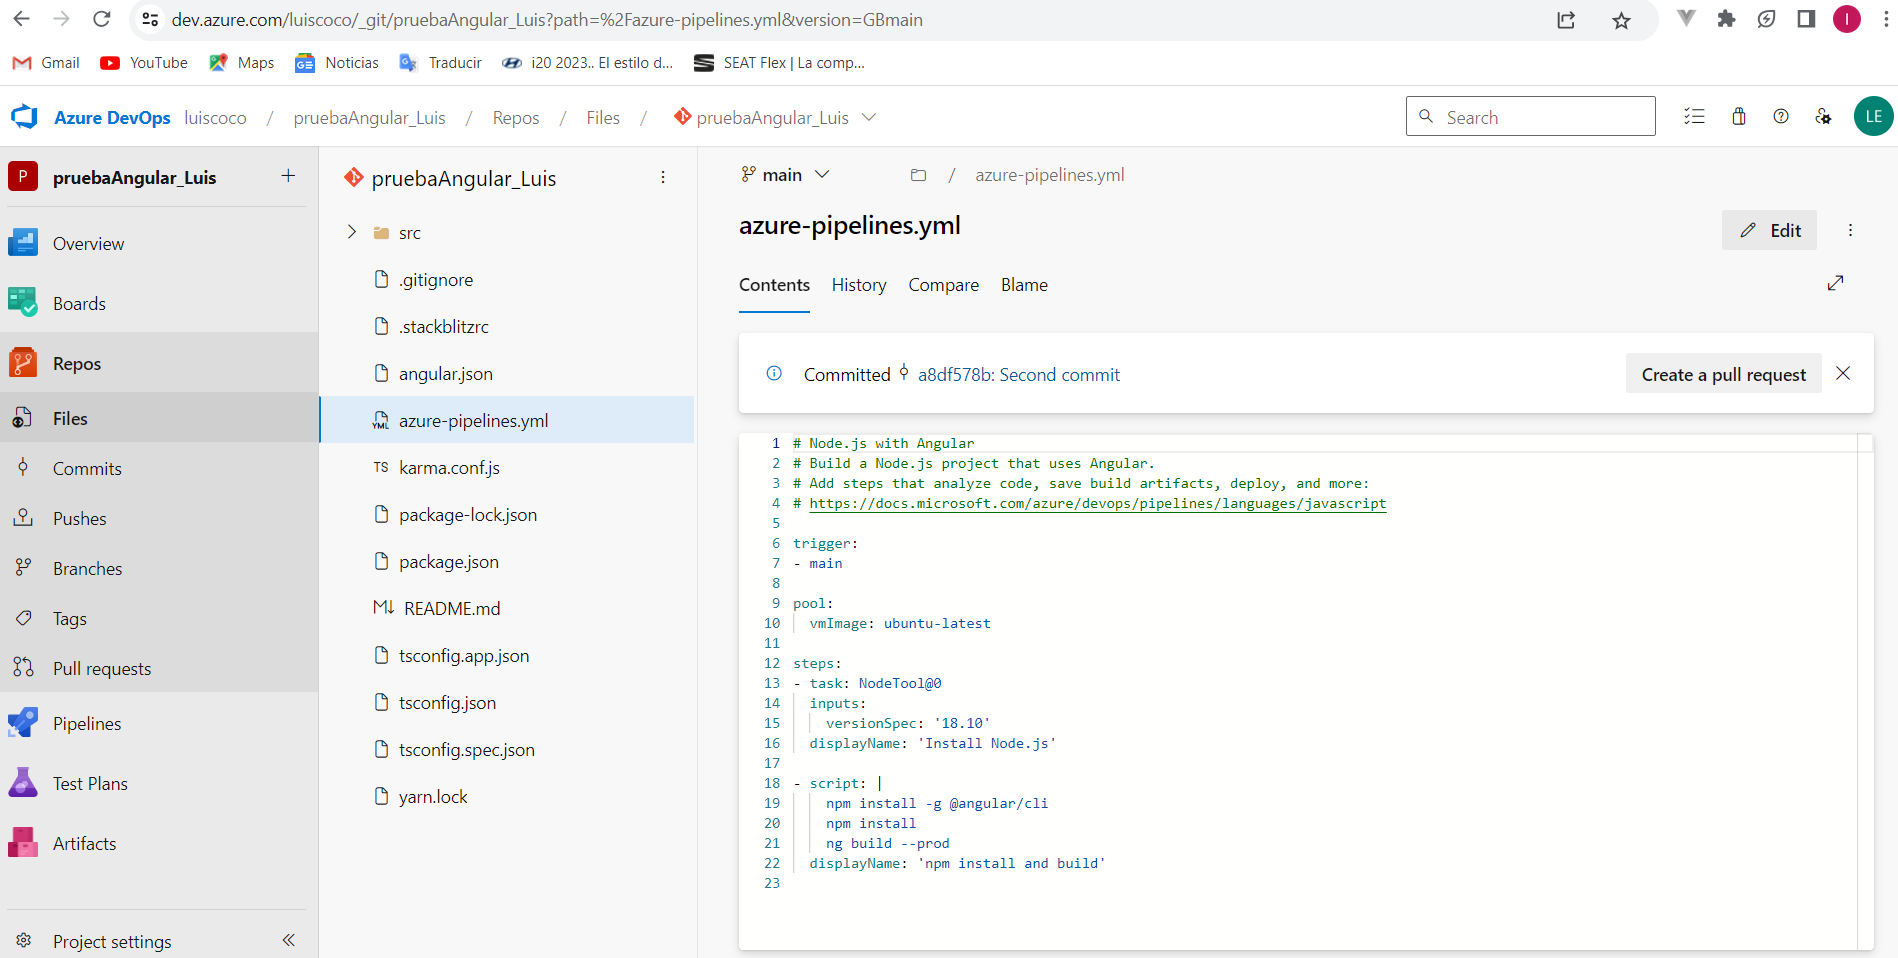 dev.azure.com/luiscoco/_git/pruebaAngular_Luis?path=%2Fazure-pipelines.yml&version=GBmain
I
Gmail YouTube Maps Noticias Traducir i20 2023.. El estilo d... SEAT Flex | La comp...
Azure DevOps luiscoco / pruebaAngular_Luis / Repos / Files / pruebaAngular_Luis
Search
LE
P pruebaAngular_Luis +
Overview
Boards
Repos
Files
Commits
Pushes
Branches
Tags
Pull requests
Pipelines
Test Plans
Artifacts
Project settings
pruebaAngular_Luis
src
.gitignore
.stackblitzrc
angular.json
YML azure-pipelines.yml
TS karma.conf.js
package-lock.json
package.json
M↓ README.md
tsconfig.app.json
tsconfig.json
tsconfig.spec.json
yarn.lock
main / azure-pipelines.yml
azure-pipelines.yml
Edit
Contents History Compare Blame
Committed a8df578b: Second commit
Create a pull request
1 # Node.js with Angular
2 # Build a Node.js project that uses Angular.
3 # Add steps that analyze code, save build artifacts, deploy, and more:
4 # https://docs.microsoft.com/azure/devops/pipelines/languages/javascript
5
6 trigger:
7 - main
8
9 pool:
10 vmImage: ubuntu-latest
11
12 steps:
13 - task: NodeTool@0
14 inputs:
15 versionSpec: '18.10'
16 displayName: 'Install Node.js'
17
18 - script: |
19 npm install -g @angular/cli
20 npm install
21 ng build --prod
22 displayName: 'npm install and build'
23